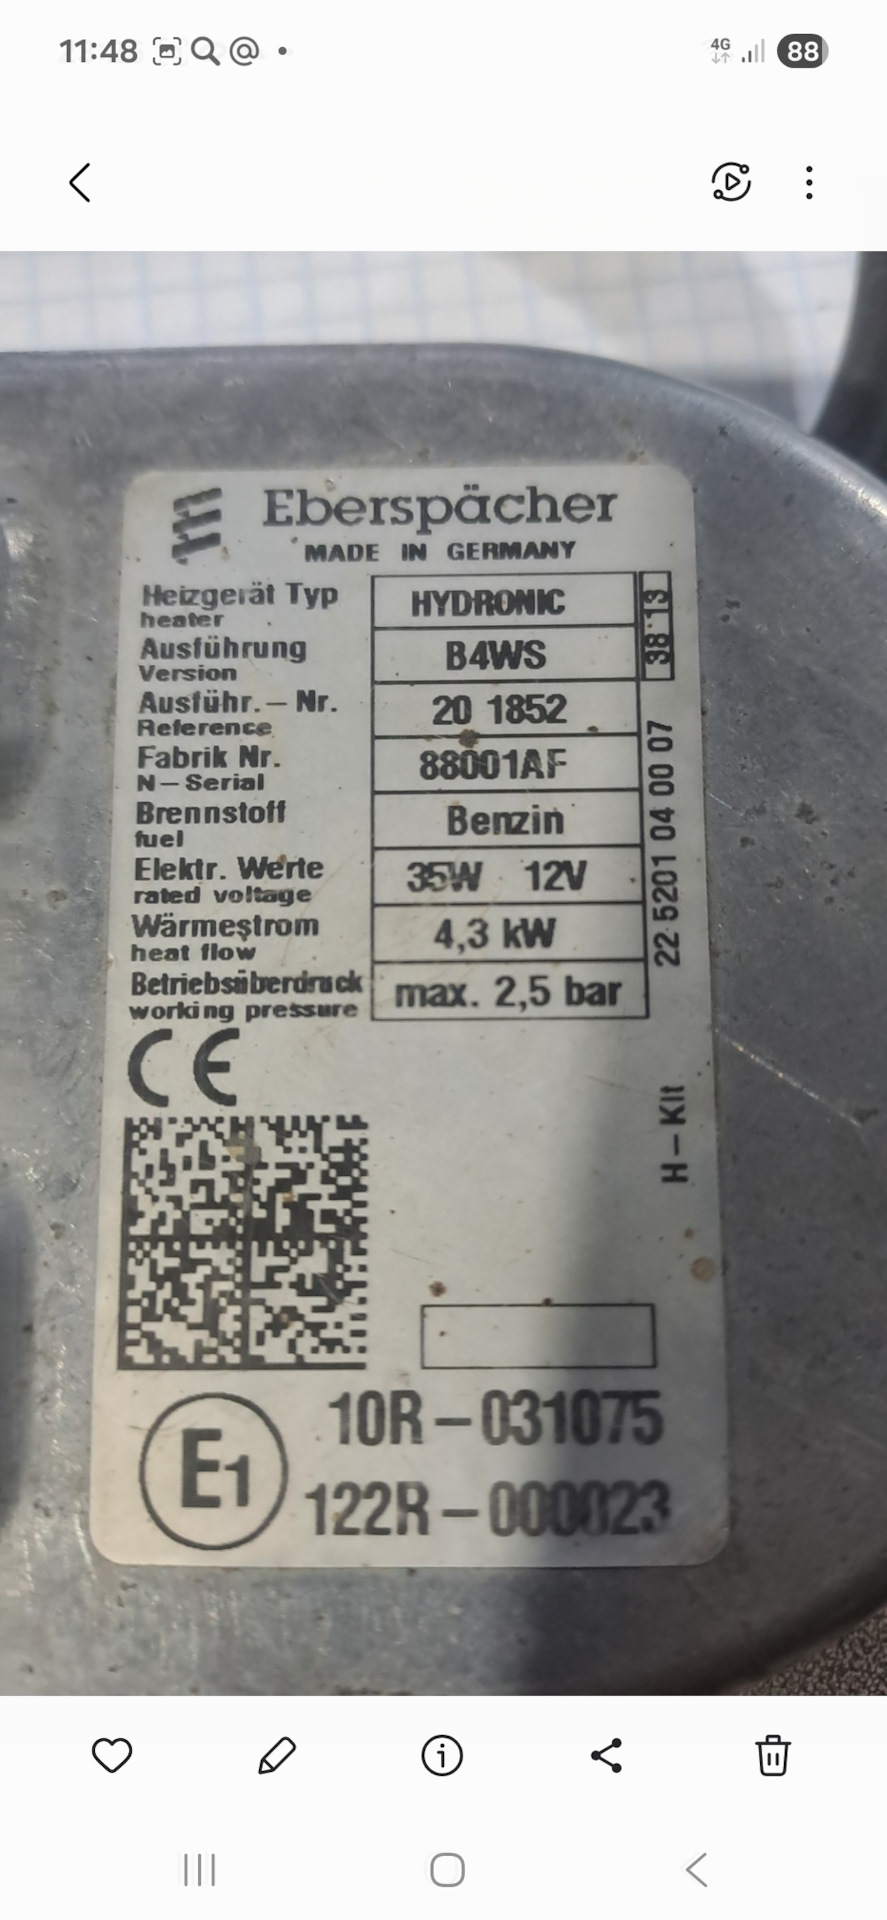 11:48
4G
88
Eberspächer
MADE IN GERMANY
Heizgerät Typ
heater
HYDRONIC
38 13
Ausführung
Version
B4WS
Ausführ.-Nr.
Reference
20 1852
Fabrik Nr.
N-Serial
88001AF
Brennstoff
fuel
Benzin
Elektr. Werte
rated voltage
35W 12V
22 5201 04 00 07
Wärmestrom
heat flow
4,3 kW
Betriebsüberdruck
working pressure
max. 2,5 bar
CE
H-Kit
E1
10R-031075
122R-000023